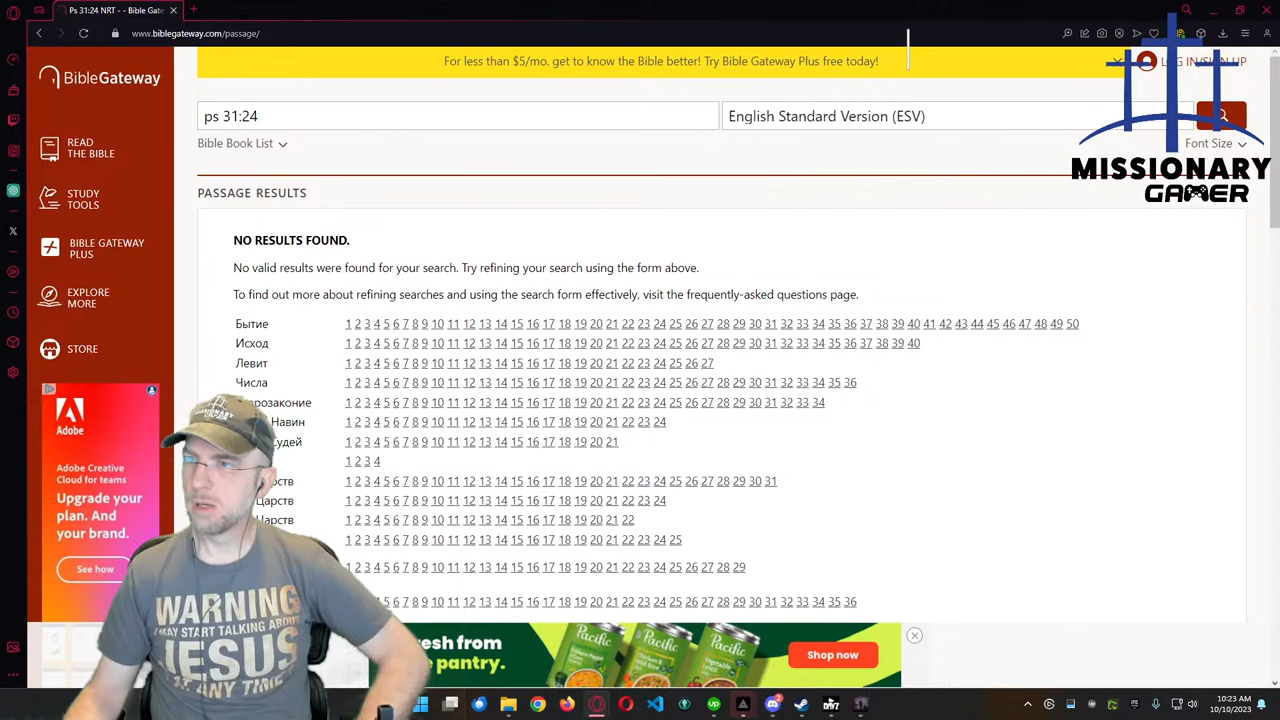 Ps 31:24 NRT - - Bible Gate
www.biblegateway.com/passage/
For less than $5/mo. get to know the Bible better! Try Bible Gateway Plus free today!
LOG IN/SIGN UP
BibleGateway
ps 31:24
English Standard Version (ESV)
Bible Book List
Font Size
MISSIONARY
GAMER
READ
THE BIBLE
STUDY
TOOLS
BIBLE GATEWAY
PLUS
EXPLORE
MORE
STORE
PASSAGE RESULTS
NO RESULTS FOUND.
No valid results were found for your search. Try refining your search using the form above.
To find out more about refining searches and using the search form effectively, visit the frequently-asked questions page.
Бытие 1 2 3 4 5 6 7 8 9 10 11 12 13 14 15 16 17 18 19 20 21 22 23 24 25 26 27 28 29 30 31 32 33 34 35 36 37 38 39 40 41 42 43 44 45 46 47 48 49 50
Исход 1 2 3 4 5 6 7 8 9 10 11 12 13 14 15 16 17 18 19 20 21 22 23 24 25 26 27 28 29 30 31 32 33 34 35 36 37 38 39 40
Левит 1 2 3 4 5 6 7 8 9 10 11 12 13 14 15 16 17 18 19 20 21 22 23 24 25 26 27
Числа 1 2 3 4 5 6 7 8 9 10 11 12 13 14 15 16 17 18 19 20 21 22 23 24 25 26 27 28 29 30 31 32 33 34 35 36
орозаконие 1 2 3 4 5 6 7 8 9 10 11 12 13 14 15 16 17 18 19 20 21 22 23 24 25 26 27 28 29 30 31 32 33 34
Навин 1 2 3 4 5 6 7 8 9 10 11 12 13 14 15 16 17 18 19 20 21 22 23 24
удей 1 2 3 4 5 6 7 8 9 10 11 12 13 14 15 16 17 18 19 20 21
1 2 3 4
рств 1 2 3 4 5 6 7 8 9 10 11 12 13 14 15 16 17 18 19 20 21 22 23 24 25 26 27 28 29 30 31
Царств 1 2 3 4 5 6 7 8 9 10 11 12 13 14 15 16 17 18 19 20 21 22 23 24
Царств 1 2 3 4 5 6 7 8 9 10 11 12 13 14 15 16 17 18 19 20 21 22
1 2 3 4 5 6 7 8 9 10 11 12 13 14 15 16 17 18 19 20 21 22 23 24 25
1 2 3 4 5 6 7 8 9 10 11 12 13 14 15 16 17 18 19 20 21 22 23 24 25 26 27 28 29
4 5 6 7 8 9 10 11 12 13 14 15 16 17 18 19 20 21 22 23 24 25 26 27 28 29 30 31 32 33 34 35 36
Adobe
Adobe Creative
Cloud for teams
Upgrade your
plan. And
your brand.
See how
MISSIONARY
GAMER
WARNING
I MAY START TALKING ABOUT
JESUS
AT ANY TIME
esh from
pantry.
Pacific
Pacific
Pacific
Shop now
10:23 AM
10/10/2023